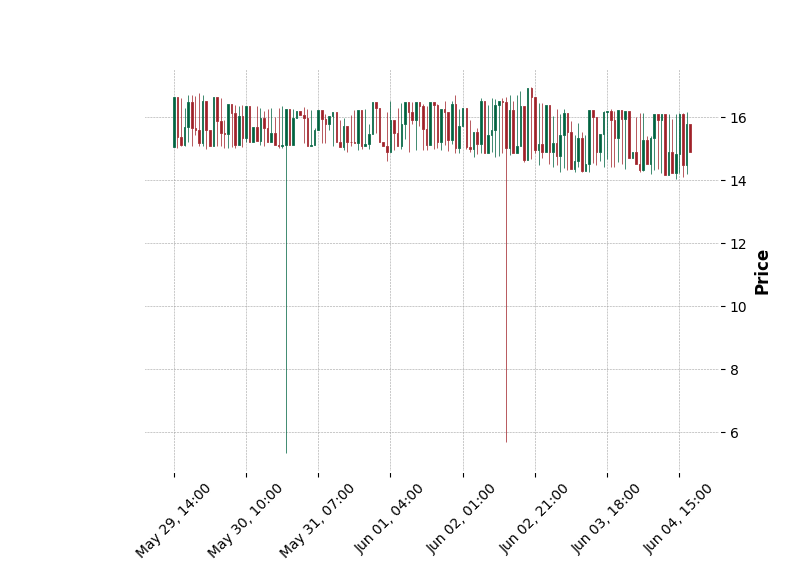 16
14
12
10
8
6
Price
May 29, 14:00
May 30, 10:00
May 31, 07:00
Jun 01, 04:00
Jun 02, 01:00
Jun 02, 21:00
Jun 03, 18:00
Jun 04, 15:00